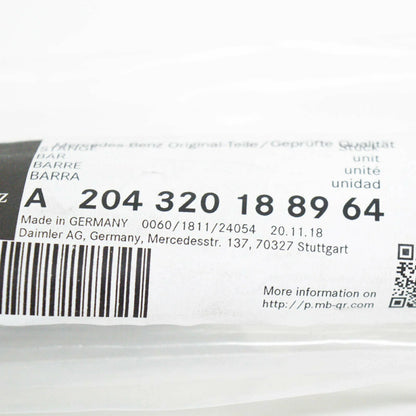 Mercedes-Benz Original-Teile/Geprüfte Qualität
STANGE Stück
BAR unit
BARRE unité
BARRA unidad
z
A 204 320 18 89 64
Made in GERMANY 0060/1811/24054 20.11.18
Daimler AG, Germany, Mercedesstr. 137, 70327 Stuttgart
More information on
http://p.mb-qr.com/